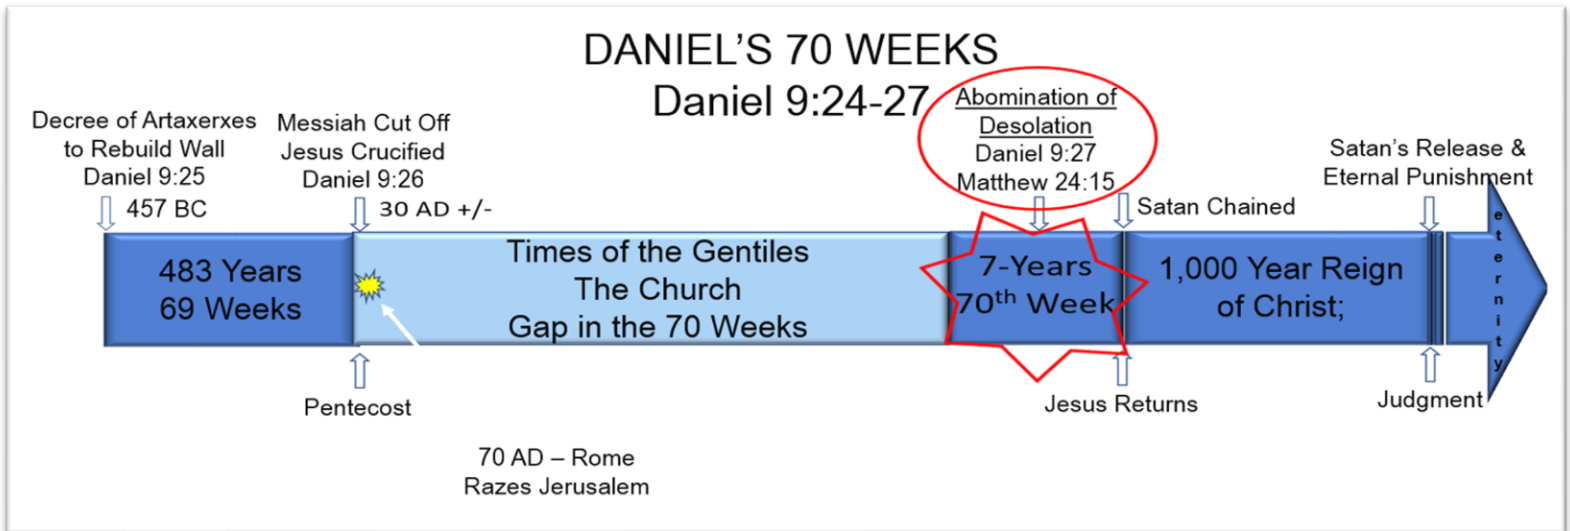 DANIEL'S 70 WEEKS
Daniel 9:24-27
Decree of Artaxerxes
to Rebuild Wall
Daniel 9:25
457 BC
Messiah Cut Off
Jesus Crucified
Daniel 9:26
30 AD +/-
Abomination of
Desolation
Daniel 9:27
Matthew 24:15
Satan Chained
Satan's Release &
Eternal Punishment
483 Years
69 Weeks
Times of the Gentiles
The Church
Gap in the 70 Weeks
7-Years
70th Week
1,000 Year Reign
of Christ;
eternity
Pentecost
Jesus Returns
Judgment
70 AD – Rome
Razes Jerusalem